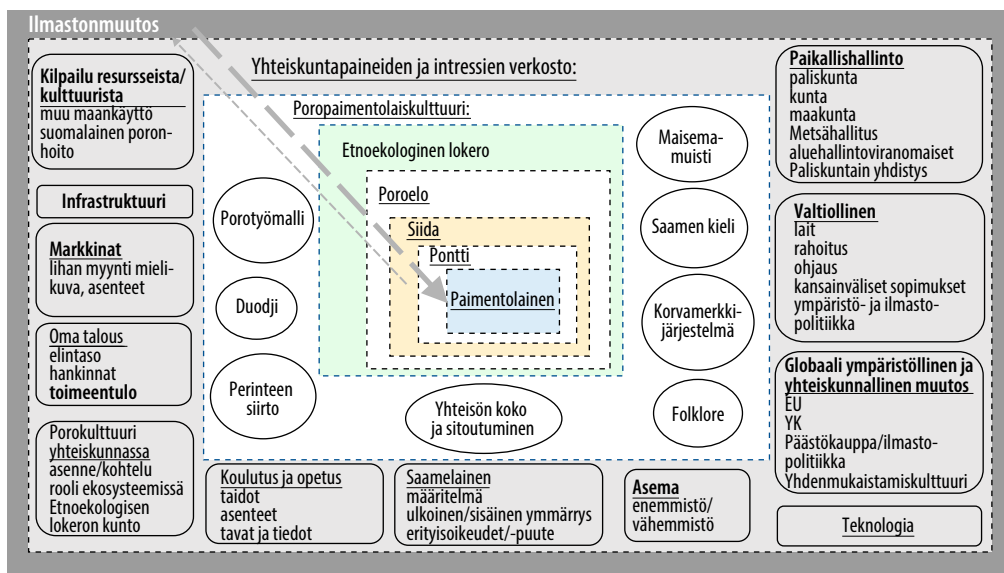 Ilmastonmuutos
Kilpailu resursseista/
kulttuurista
muu maankäyttö
suomalainen poron-
hoito
Infrastruktuuri
Markkinat
lihan myynti mieli-
kuva, asenteet
Oma talous
elintaso
hankinnat
toimeentulo
Porokulttuuri
yhteiskunnassa
asenne/kohtelu
rooli ekosysteemissä
Etnoekologisen
lokeron kunto
Yhteiskuntapaineiden ja intressien verkosto:
Poropaimentolaiskulttuuri:
Etnoekologinen lokero
Poroelo
Siida
Pontti
Paimentolainen
Porotyömalli
Duodji
Perinteen
siirto
Yhteisön koko
ja sitoutuminen
Maisema-
muisti
Saamen kieli
Korvamerkki-
järjestelmä
Folklore
Koulutus ja opetus
taidot
asenteet
tavat ja tiedot
Saamelainen
määritelmä
ulkoinen/sisäinen ymmärrys
erityisoikeudet/-puute
Asema
enemmistö/
vähemmistö
Paikallishallinto
paliskunta
kunta
maakunta
Metsähallitus
aluehallintoviranomaiset
Paliskuntain yhdistys
Valtiollinen
lait
rahoitus
ohjaus
kansainväliset sopimukset
ympäristö- ja ilmasto-
politiikka
Globaali ympäristöllinen ja
yhteiskunnallinen muutos
EU
YK
Päästökauppa/ilmasto-
politiikka
Yhdenmukaistamiskulttuuri
Teknologia